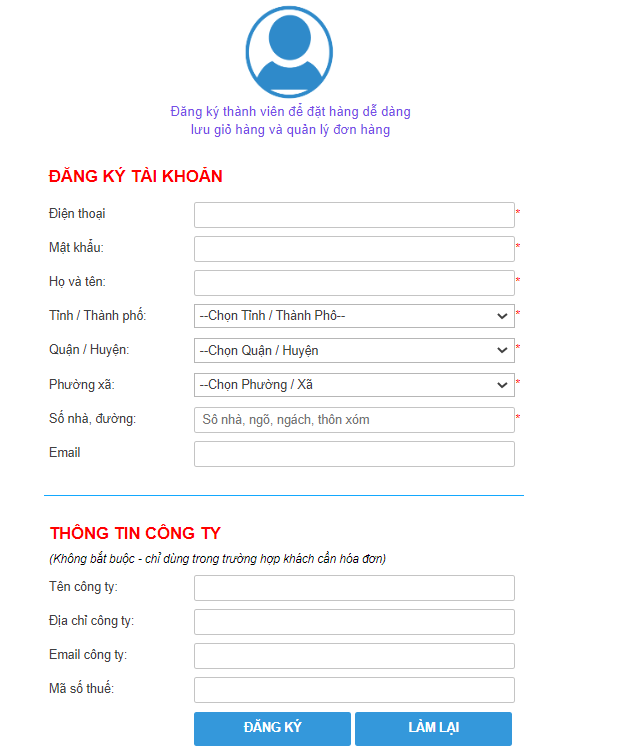 Đăng ký thành viên để đặt hàng dễ dàng
lưu giỏ hàng và quản lý đơn hàng
ĐĂNG KÝ TÀI KHOẢN
Điện thoại *
Mật khẩu: *
Họ và tên: *
Tỉnh / Thành phố: --Chọn Tỉnh / Thành Phố-- *
Quận / Huyện: --Chọn Quận / Huyện *
Phường xã: --Chọn Phường / Xã *
Số nhà, đường: Số nhà, ngõ, ngách, thôn xóm *
Email
THÔNG TIN CÔNG TY
(Không bắt buộc - chỉ dùng trong trường hợp khách cần hóa đơn)
Tên công ty:
Địa chỉ công ty:
Email công ty:
Mã số thuế:
ĐĂNG KÝ LÀM LẠI